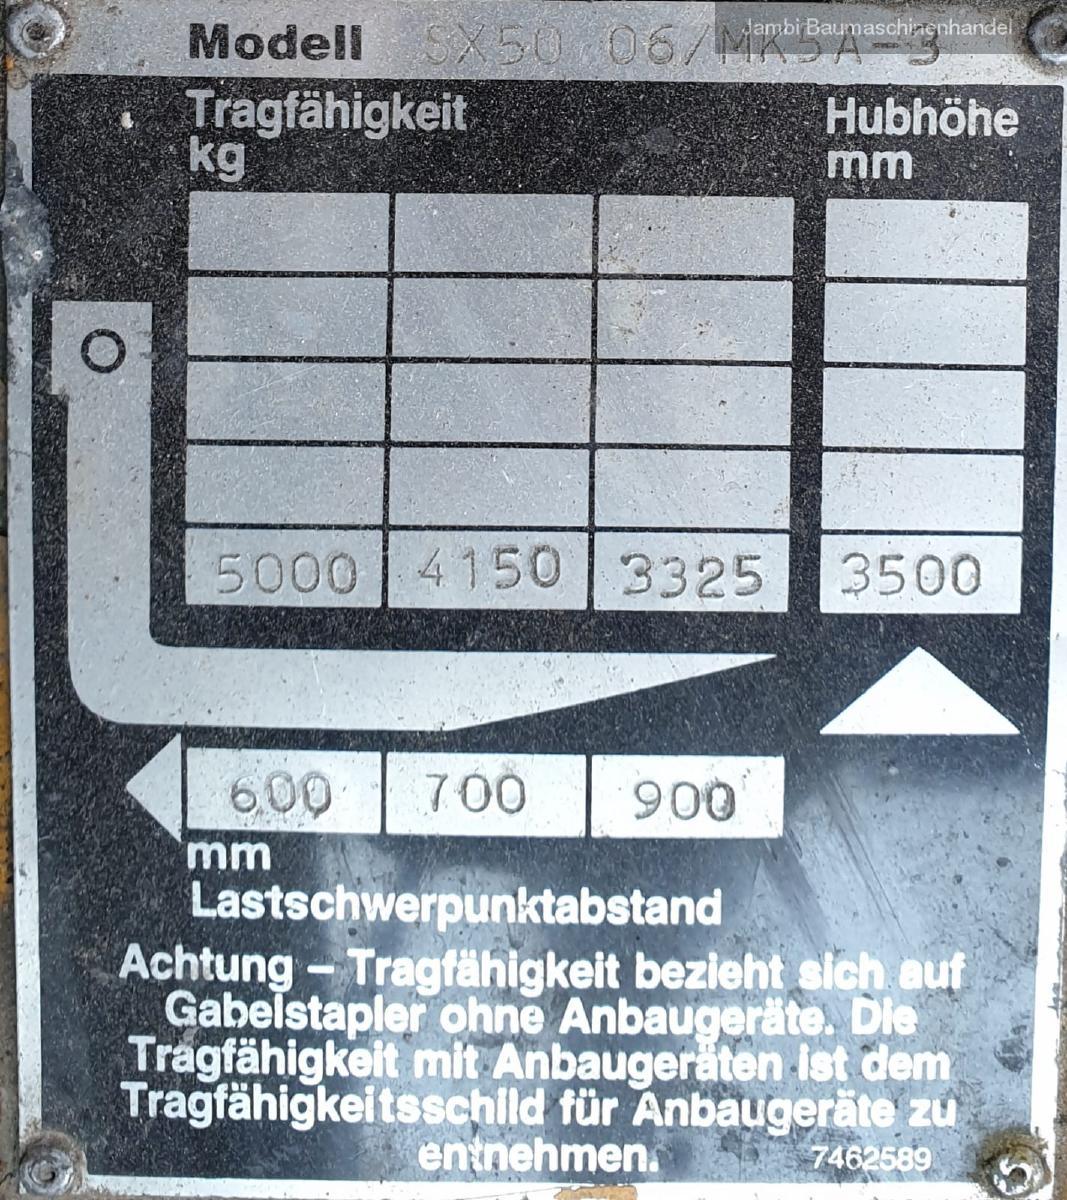 Jambi Baumaschinenhandel
Modell SX50 06/MK5A-3
Tragfähigkeit
kg
Hubhöhe
mm
5000 4150 3325 3500
600 700 900
mm
Lastschwerpunktabstand
Achtung – Tragfähigkeit bezieht sich auf
Gabelstapler ohne Anbaugeräte. Die
Tragfähigkeit mit Anbaugeräten ist dem
Tragfähigkeitsschild für Anbaugeräte zu
entnehmen. 7462589